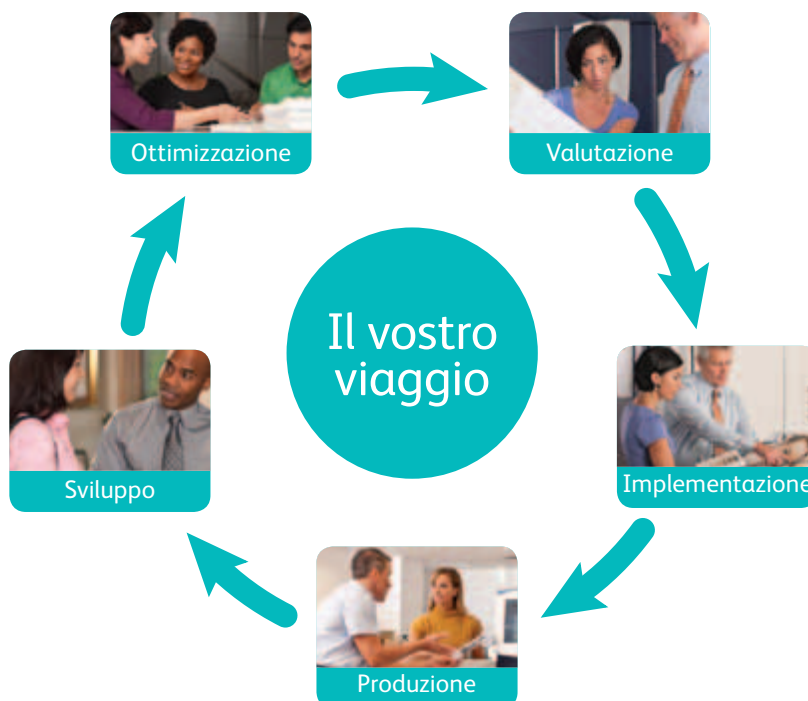 Ottimizzazione
Valutazione
Il vostro
viaggio
Sviluppo
Implementazione
Produzione